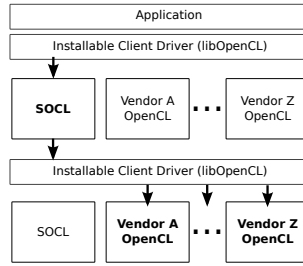 Application
Installable Client Driver (libOpenCL)
SOCL
Vendor A
OpenCL
...
Vendor Z
OpenCL
Installable Client Driver (libOpenCL)
SOCL
Vendor A
OpenCL
...
Vendor Z
OpenCL